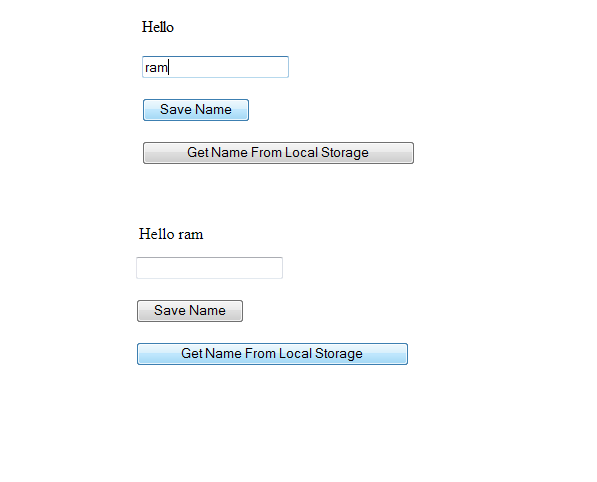 Hello
ram
Save Name
Get Name From Local Storage
Hello ram
Save Name
Get Name From Local Storage